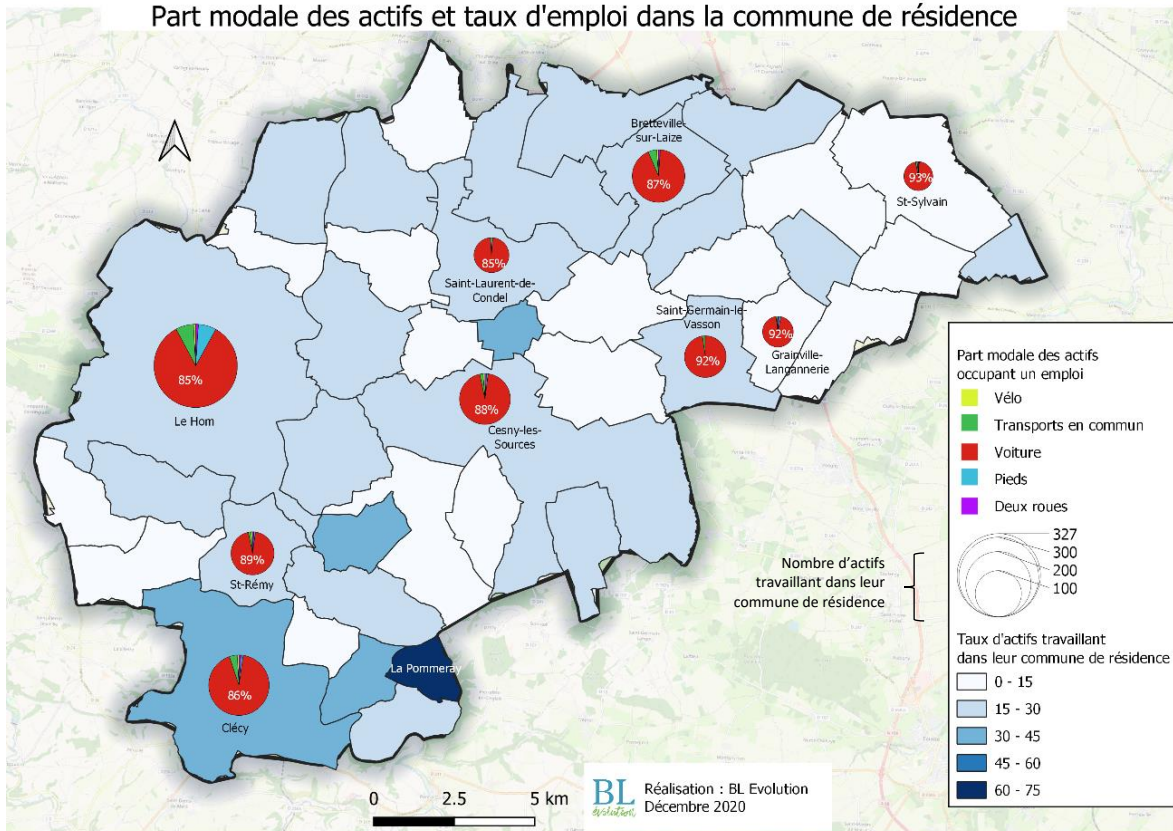 Part modale des actifs et taux d'emploi dans la commune de résidence
Bretteville-
sur-Laize
87%
93%
St-Sylvain
85%
Saint-Laurent-de-
Condel
Saint-Germain-le-
Vasson
92%
92%
Grainville-
Langannerie
85%
Le Hom
88%
Cesny-les-
Sources
89%
St-Rémy
La Pommeray
86%
Clécy
Part modale des actifs
occupant un emploi
Vélo
Transports en commun
Voiture
Pieds
Deux roues
Nombre d’actifs
travaillant dans leur
commune de résidence
327
300
200
100
Taux d'actifs travaillant
dans leur commune de résidence
0 - 15
15 - 30
30 - 45
45 - 60
60 - 75
0 2.5 5 km
BL
évolution
Réalisation : BL Evolution
Décembre 2020